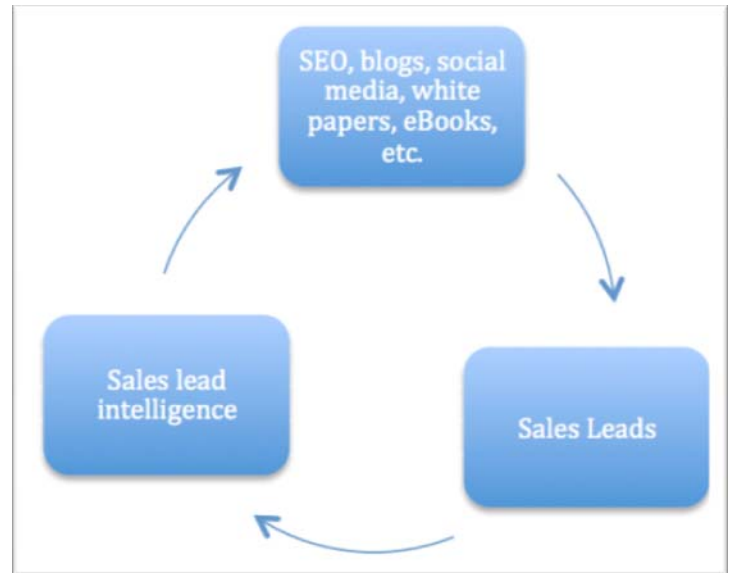 SEO, blogs, social
media, white
papers, eBooks,
etc.
Sales Leads
Sales lead
intelligence